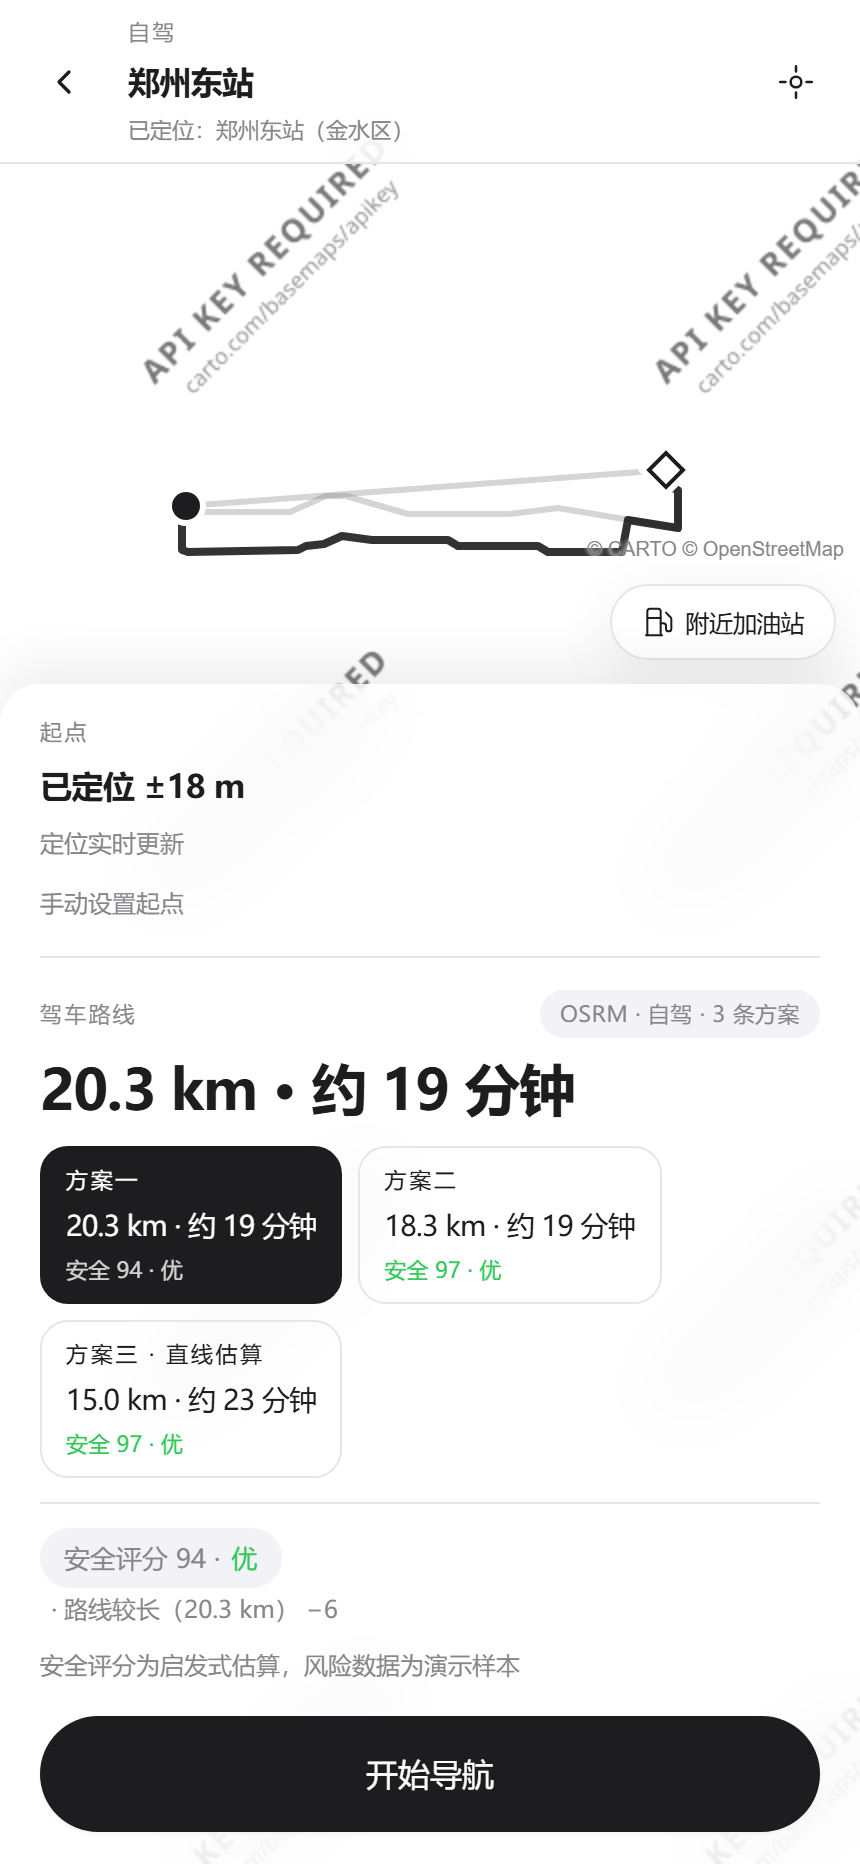 自驾
郑州东站
已定位：郑州东站（金水区）
API KEY REQUIRED
carto.com/basemaps/apikey
API KEY REQUIR
carto.com/basemaps/
© CARTO © OpenStreetMap
附近加油站
QUIRED
QUIR
起点
已定位 ±18 m
定位实时更新
手动设置起点
驾车路线
OSRM · 自驾 · 3 条方案
20.3 km • 约 19 分钟
方案一
20.3 km · 约 19 分钟
安全 94 · 优
方案二
18.3 km · 约 19 分钟
安全 97 · 优
方案三 · 直线估算
15.0 km · 约 23 分钟
安全 97 · 优
安全评分 94 · 优
· 路线较长（20.3 km） −6
安全评分为启发式估算，风险数据为演示样本
开始导航